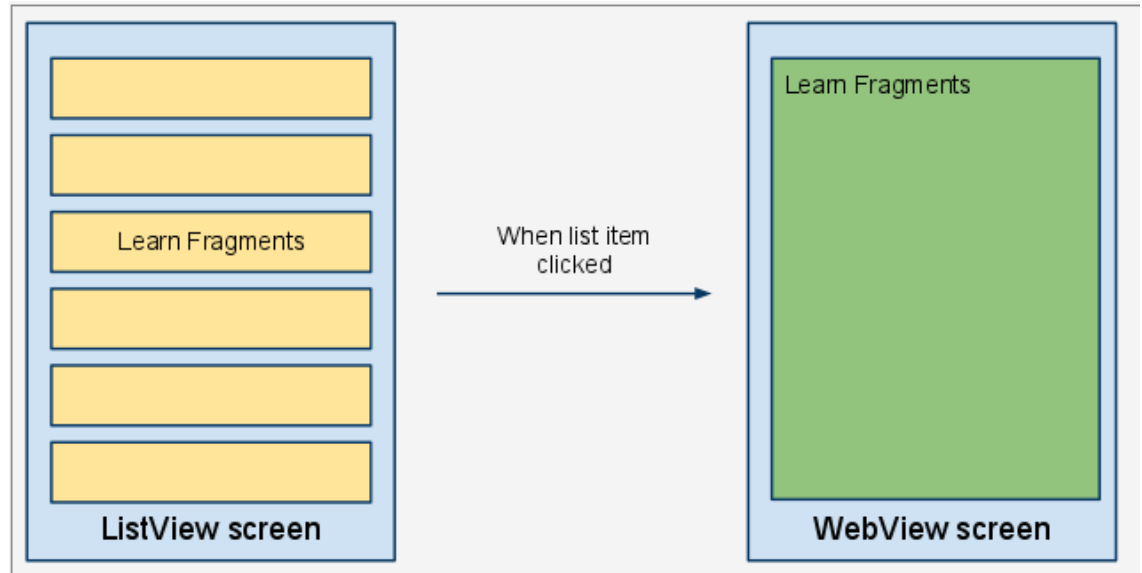 Learn Fragments
ListView screen
When list item
clicked
Learn Fragments
WebView screen